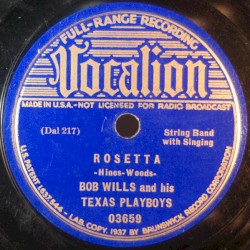 FULL-RANGE RECORDING
Vocalion
MADE IN U.S.A.-NOT LICENSED FOR RADIO BROADCAST
(Dal 217)
String Band
with Singing
ROSETTA
-Hines-Woods-
BOB WILLS and his
TEXAS PLAYBOYS
03659
U.S. PATENT 1637544 - LAB. COPY. 1937 BY BRUNSWICK RECORD CORPORATION